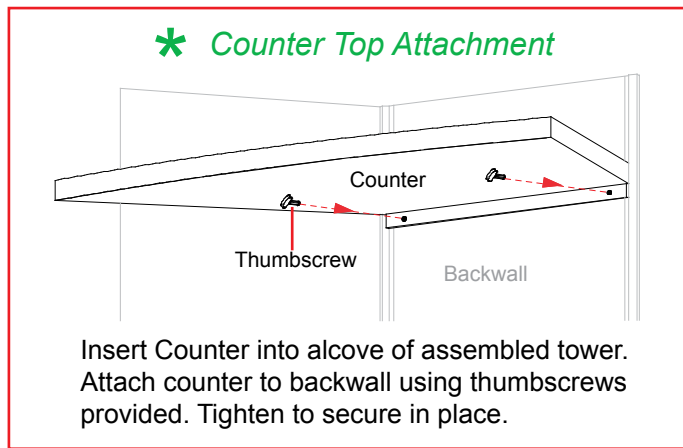 * Counter Top Attachment
Counter
Thumbscrew
Backwall
Insert Counter into alcove of assembled tower.
Attach counter to backwall using thumbscrews
provided. Tighten to secure in place.